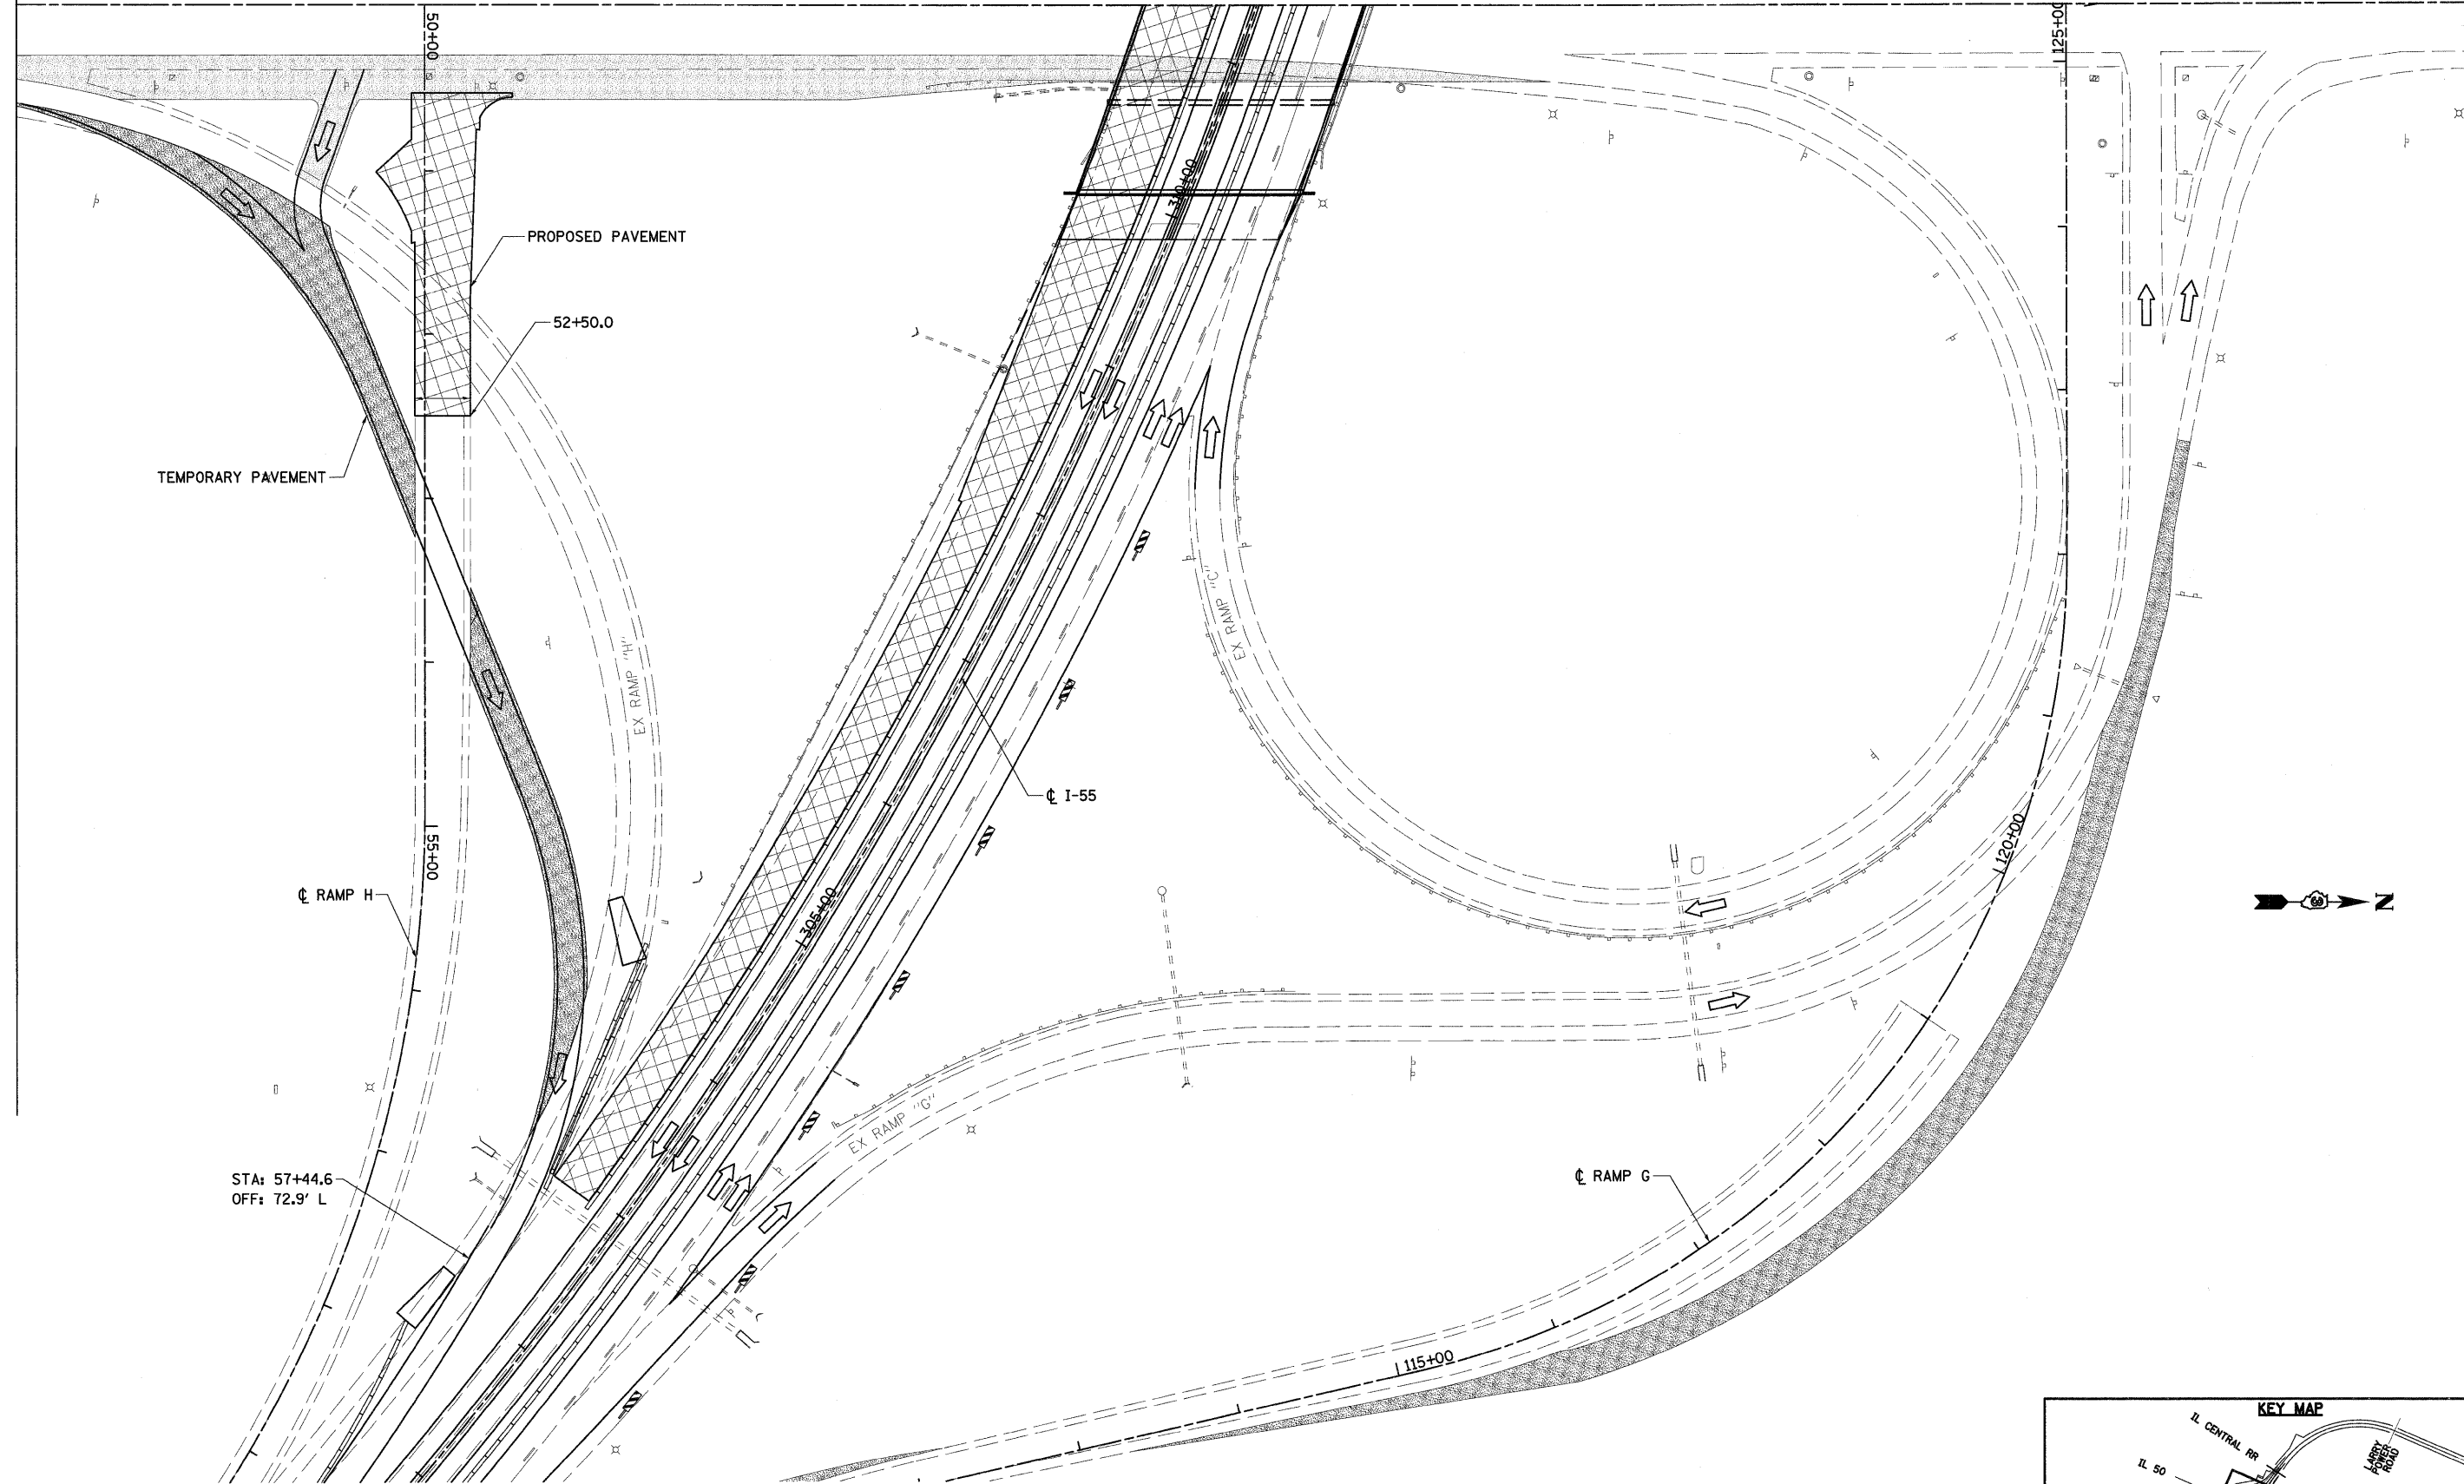 50+00
125+00
310+00
PROPOSED PAVEMENT
52+50.0
TEMPORARY PAVEMENT
EX RAMP "C"
EX RAMP "H"
℄ I-55
120+00
55+00
℄ RAMP H
305+00
N
EX RAMP "G"
STA: 57+44.6
OFF: 72.9' L
℄ RAMP G
115+00
KEY MAP
IL CENTRAL RR
LARRY
POWER
ROAD
IL 50